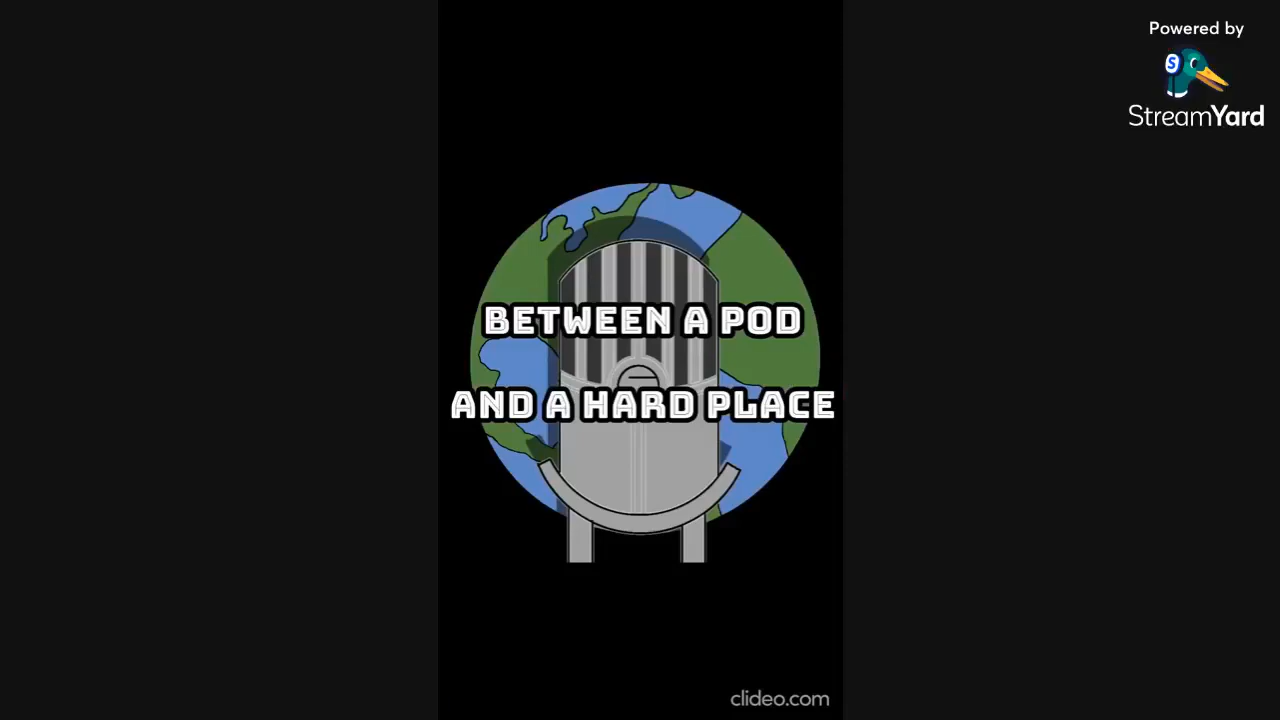 Powered by
S
StreamYard
BETWEEN A POD
AND A HARD PLACE
clideo.com